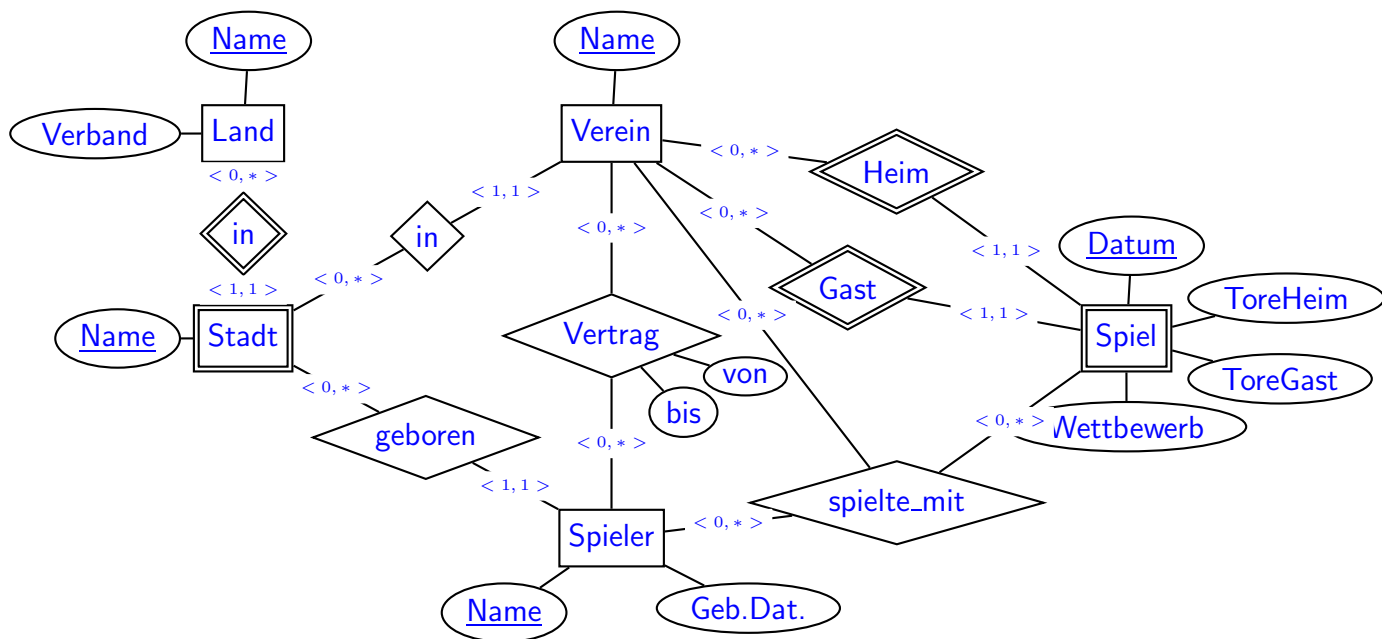 Name
Name
Verband
Land
Verein
< 0, * >
Heim
< 0, * >
< 1, 1 >
< 0, * >
in
in
< 0, * >
Datum
< 1, 1 >
< 0, * >
Gast
< 1, 1 >
ToreHeim
< 1, 1 >
< 0, * >
Name
Stadt
Vertrag
Spiel
von
ToreGast
< 0, * >
bis
Wettbewerb
< 0, * >
geboren
< 0, * >
< 1, 1 >
spielte_mit
< 0, * >
Spieler
Name
Geb.Dat.